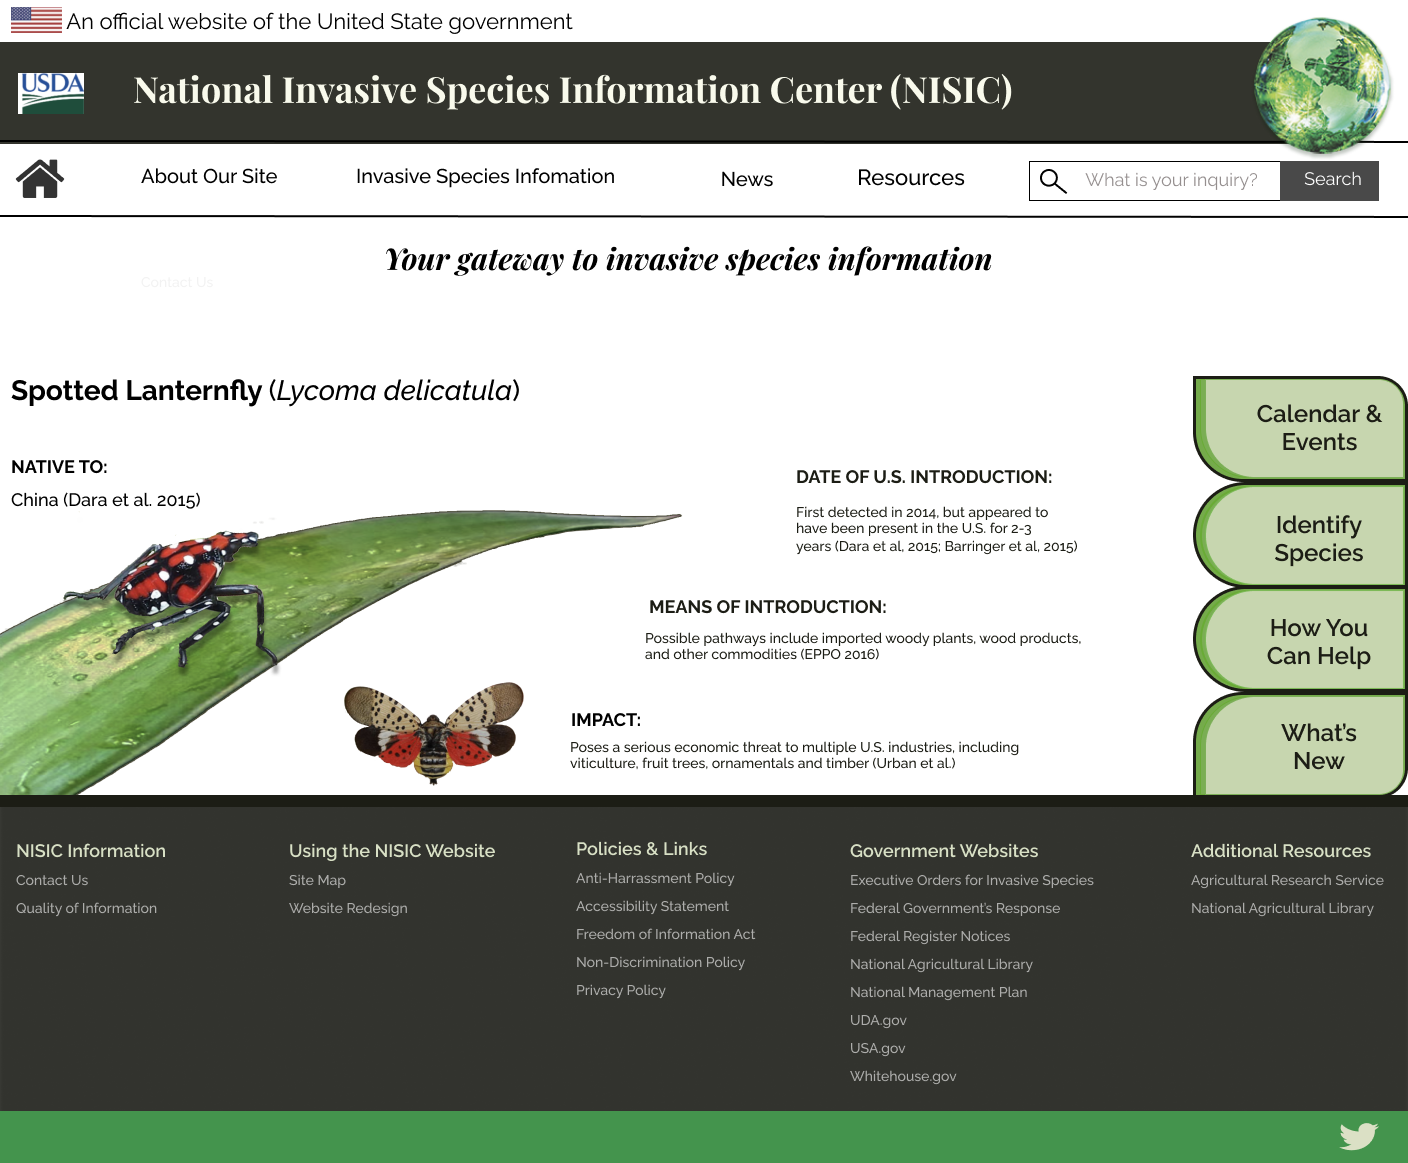 An official website of the United State government
USDA
National Invasive Species Information Center (NISIC)
About Our Site
Invasive Species Infomation
News
Resources
What is your inquiry?
Search
Your gateway to invasive species information
Contact Us
Spotted Lanternfly (Lycoma delicatula)
NATIVE TO:
China (Dara et al. 2015)
DATE OF U.S. INTRODUCTION:
First detected in 2014, but appeared to
have been present in the U.S. for 2-3
years (Dara et al, 2015; Barringer et al, 2015)
MEANS OF INTRODUCTION:
Possible pathways include imported woody plants, wood products,
and other commodities (EPPO 2016)
IMPACT:
Poses a serious economic threat to multiple U.S. industries, including
viticulture, fruit trees, ornamentals and timber (Urban et al.)
Calendar &
Events
Identify
Species
How You
Can Help
What's
New
NISIC Information
Contact Us
Quality of Information
Using the NISIC Website
Site Map
Website Redesign
Policies & Links
Anti-Harrassment Policy
Accessibility Statement
Freedom of Information Act
Non-Discrimination Policy
Privacy Policy
Government Websites
Executive Orders for Invasive Species
Federal Government's Response
Federal Register Notices
National Agricultural Library
National Management Plan
UDA.gov
USA.gov
Whitehouse.gov
Additional Resources
Agricultural Research Service
National Agricultural Library